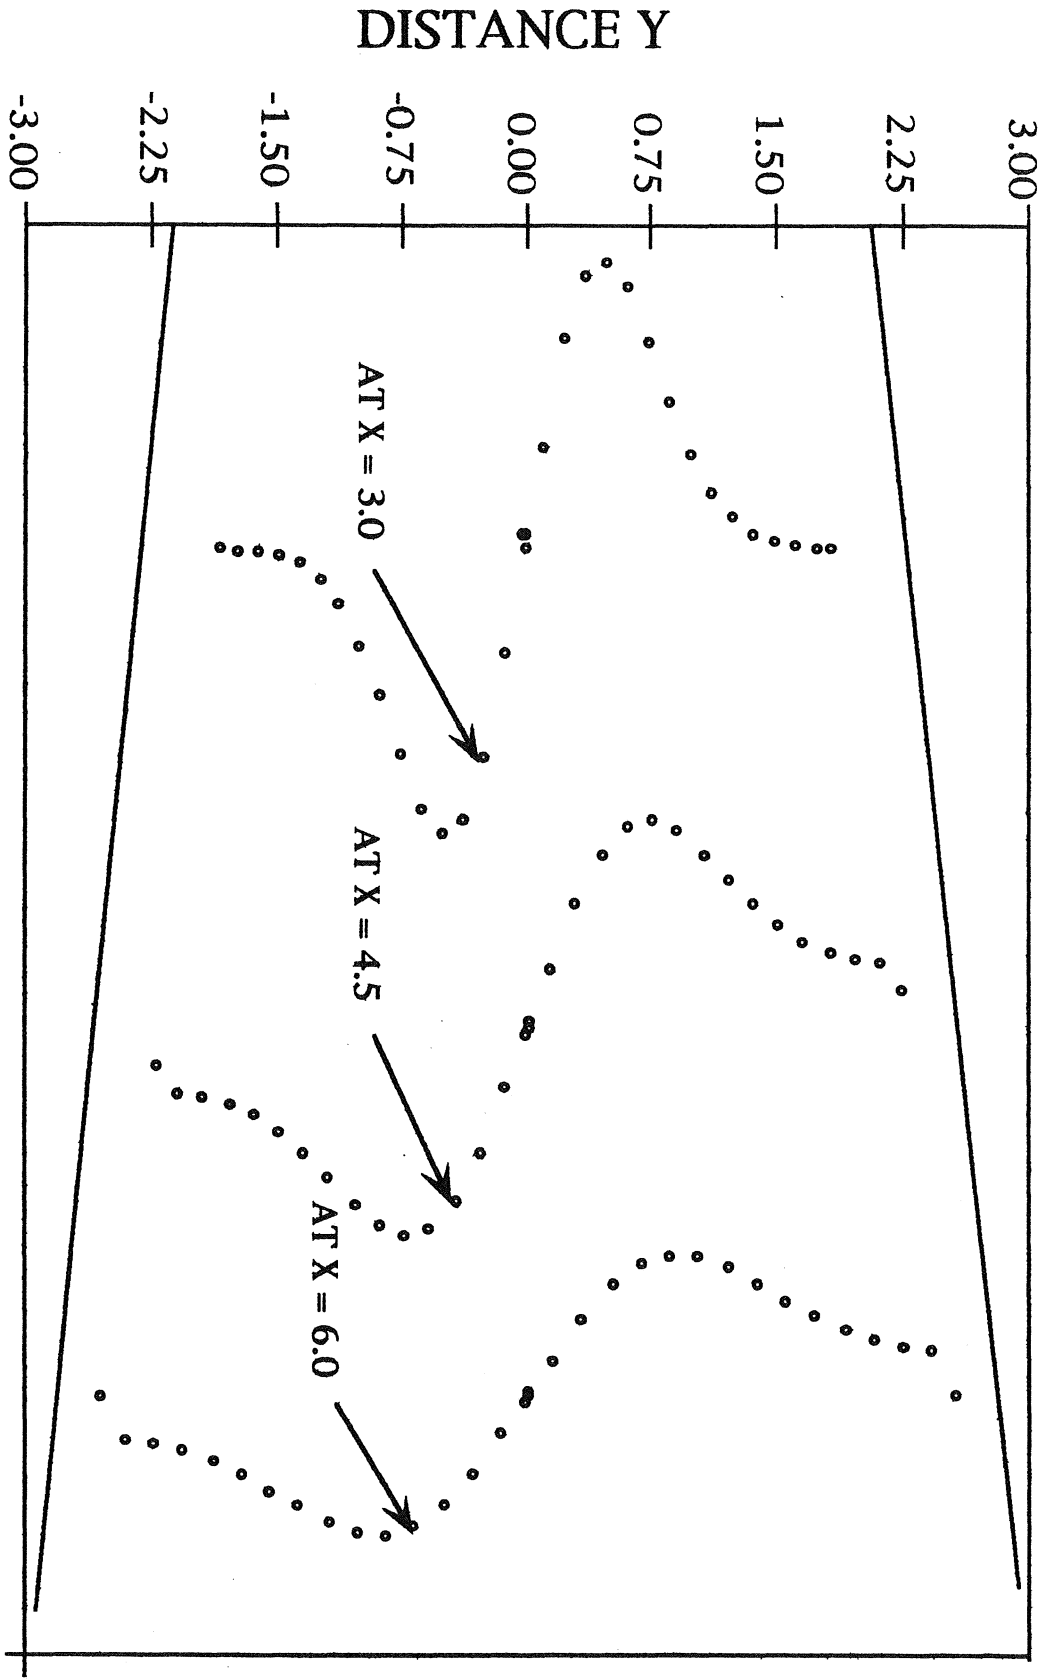 DISTANCE Y
3.00
2.25
1.50
0.75
0.00
-0.75
-1.50
-2.25
-3.00
AT X = 3.0
AT X = 4.5
AT X = 6.0